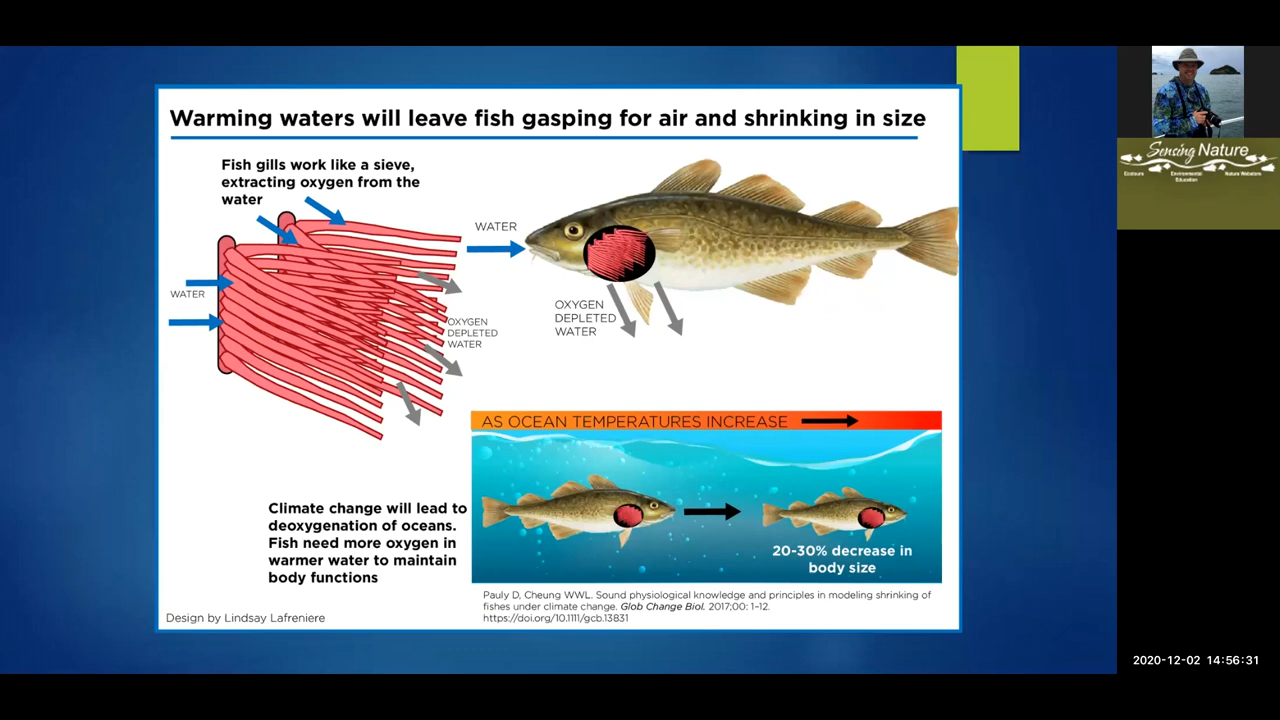 Warming waters will leave fish gasping for air and shrinking in size
Fish gills work like a sieve,
extracting oxygen from the
water
WATER
OXYGEN
DEPLETED
WATER
WATER
OXYGEN
DEPLETED
WATER
AS OCEAN TEMPERATURES INCREASE
20-30% decrease in
body size
Climate change will lead to
deoxygenation of oceans.
Fish need more oxygen in
warmer water to maintain
body functions
Pauly D, Cheung WWL. Sound physiological knowledge and principles in modeling shrinking of
fishes under climate change. Glob Change Biol. 2017;00: 1–12.
https://doi.org/10.1111/gcb.13831
Design by Lindsay Lafreniere
Sensing Nature
Ecotours
Environmental
Education
Nature Webinars
2020-12-02 14:56:31